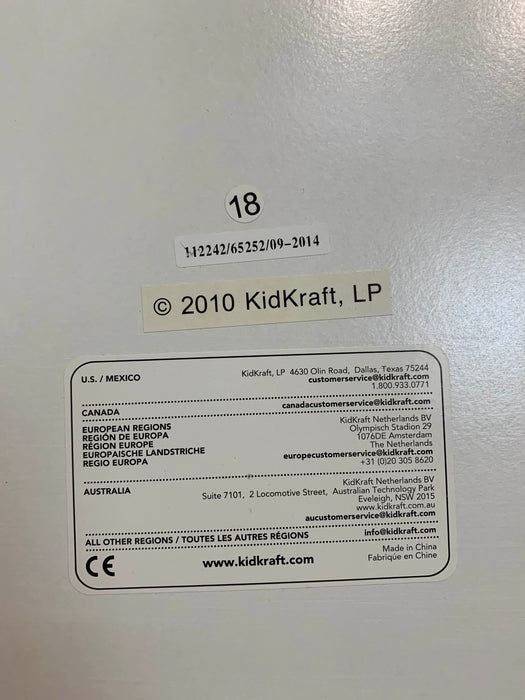 18
112242/65252/09-2014
© 2010 KidKraft, LP
U.S. / MEXICO
KidKraft, LP 4630 Olin Road, Dallas, Texas 75244
customerservice@kidkraft.com
1.800.933.0771
CANADA
canadacustomerservice@kidkraft.com
EUROPEAN REGIONS
REGIÓN DE EUROPA
RÉGION EUROPE
EUROPAISCHE LANDSTRICHE
REGIO EUROPA
KidKraft Netherlands BV
Olympisch Stadion 29
1076DE Amsterdam
The Netherlands
europecustomerservice@kidkraft.com
+31 (0)20 305 8620
AUSTRALIA
KidKraft Netherlands BV
Suite 7101, 2 Locomotive Street, Australian Technology Park
Eveleigh, NSW 2015
www.kidkraft.com.au
aucustomerservice@kidkraft.com
ALL OTHER REGIONS / TOUTES LES AUTRES RÉGIONS
info@kidkraft.com
CE
www.kidkraft.com
Made in China
Fabriqué en Chine